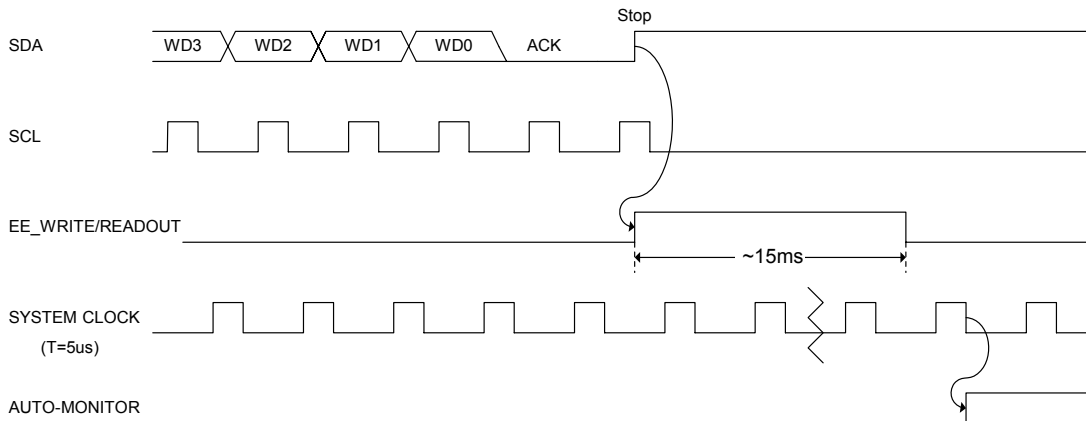 Stop
SDA WD3 WD2 WD1 WD0 ACK
SCL
EE_WRITE/READOUT
~15ms
SYSTEM CLOCK
(T=5us)
AUTO-MONITOR